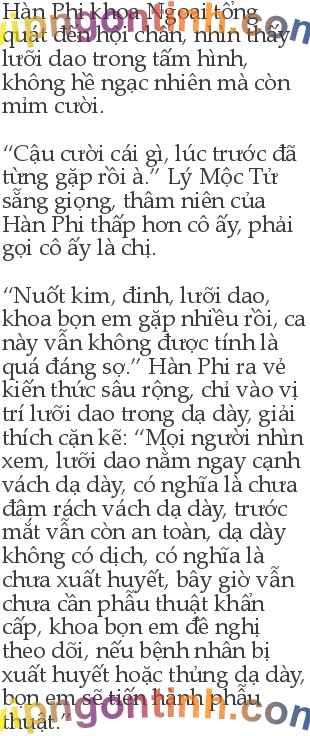 Hàn Phi khoa Ngoại tổng
quát đến hội chẩn, nhìn thấy
lưỡi dao trong tấm hình,
không hề ngạc nhiên mà còn
mỉm cười.
“Cậu cười cái gì, lúc trước đã
từng gặp rồi à.” Lý Mộc Tử
sẵng giọng, thâm niên của
Hàn Phi thấp hơn cô ấy, phải
gọi cô ấy là chị.
“Nuốt kim, đinh, lưỡi dao,
khoa bọn em gặp nhiều rồi, ca
này vẫn không được tính là
quá đáng sợ.” Hàn Phi ra vẻ
kiến thức sâu rộng, chỉ vào vị
trí lưỡi dao trong dạ dày, giải
thích cặn kẽ: “Mọi người nhìn
xem, lưỡi dao nằm ngay cạnh
vách dạ dày, có nghĩa là chưa
đâm rách vách dạ dày, trước
mắt vẫn còn an toàn, dạ dày
không có dịch, có nghĩa là
chưa xuất huyết, bây giờ vẫn
chưa cần phẫu thuật khẩn
cấp, khoa bọn em đề nghị
theo dõi, nếu bệnh nhân bị
xuất huyết hoặc thủng dạ dày,
bọn em sẽ tiến hành phẫu
thuật.”